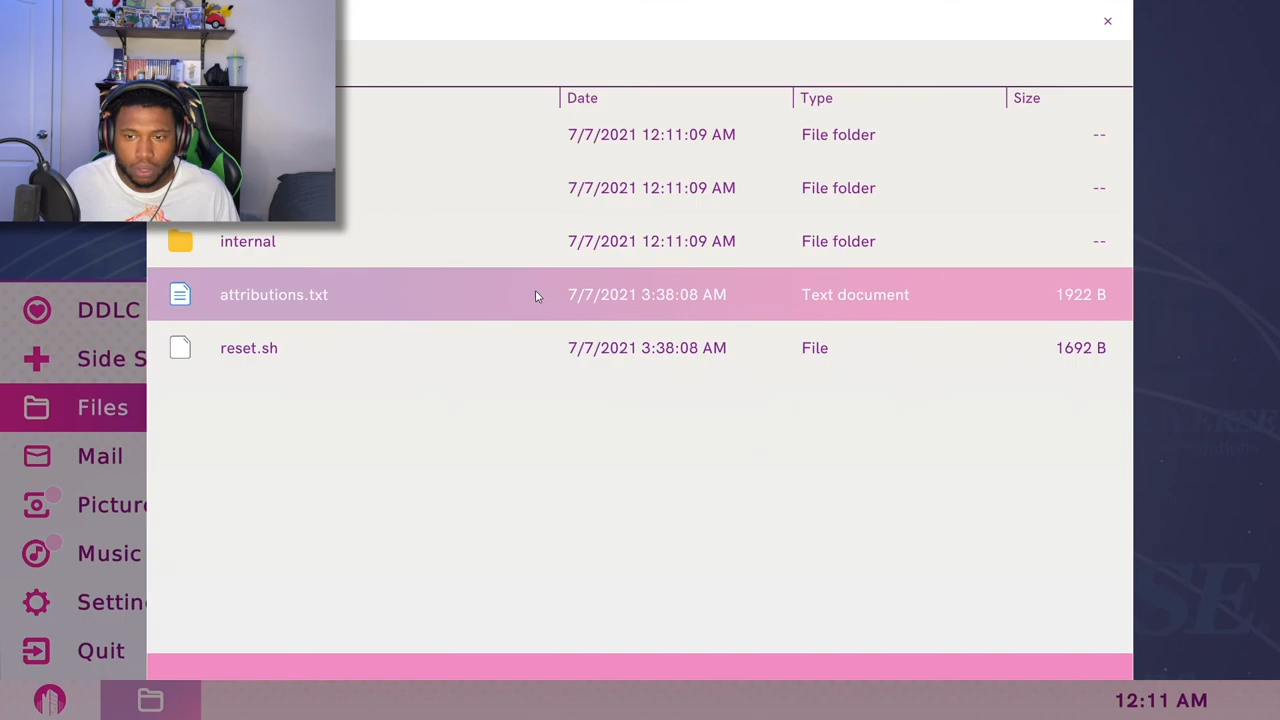 ×
Date Type Size
7/7/2021 12:11:09 AM File folder --
7/7/2021 12:11:09 AM File folder --
internal 7/7/2021 12:11:09 AM File folder --
attributions.txt 7/7/2021 3:38:08 AM Text document 1922 B
reset.sh 7/7/2021 3:38:08 AM File 1692 B
DDLC
Side S
Files
Mail
Picture
Music
Settin
Quit
12:11 AM